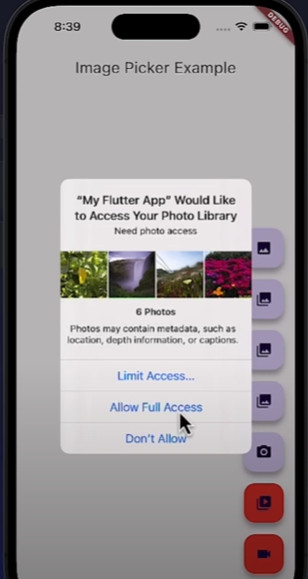 8:39
DEBUG
Image Picker Example
"My Flutter App" Would Like
to Access Your Photo Library
Need photo access
6 Photos
Photos may contain metadata, such as
location, depth information, or captions.
Limit Access...
Allow Full Access
Don't Allow